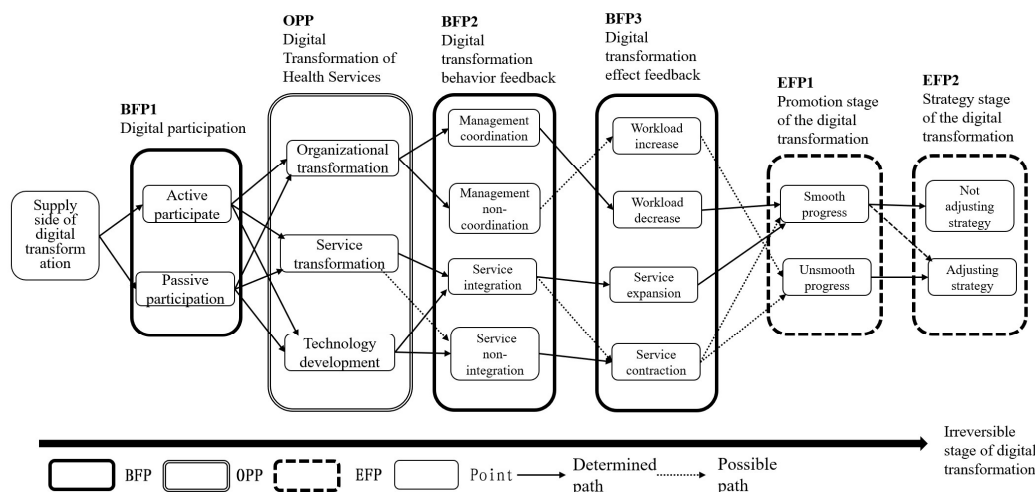 OPP
Digital
Transformation of
Health Services
BFP2
Digital
transformation
behavior feedback
BFP3
Digital
transformation
effect feedback
EFP1
Promotion stage
of the digital
transformation
EFP2
Strategy stage
of the digital
transformation
BFP1
Digital participation
Supply
side of
digital
transform
ation
Active
participate
Passive
participation
Organizational
transformation
Service
transformation
Technology
development
Management
coordination
Management
non-
coordination
Service
integration
Service
non-
integration
Workload
increase
Workload
decrease
Service
expansion
Service
contraction
Smooth
progress
Unsmooth
progress
Not
adjusting
strategy
Adjusting
strategy
Irreversible
stage of digital
transformation
BFP
OPP
EFP
Point
Determined
path
Possible
path